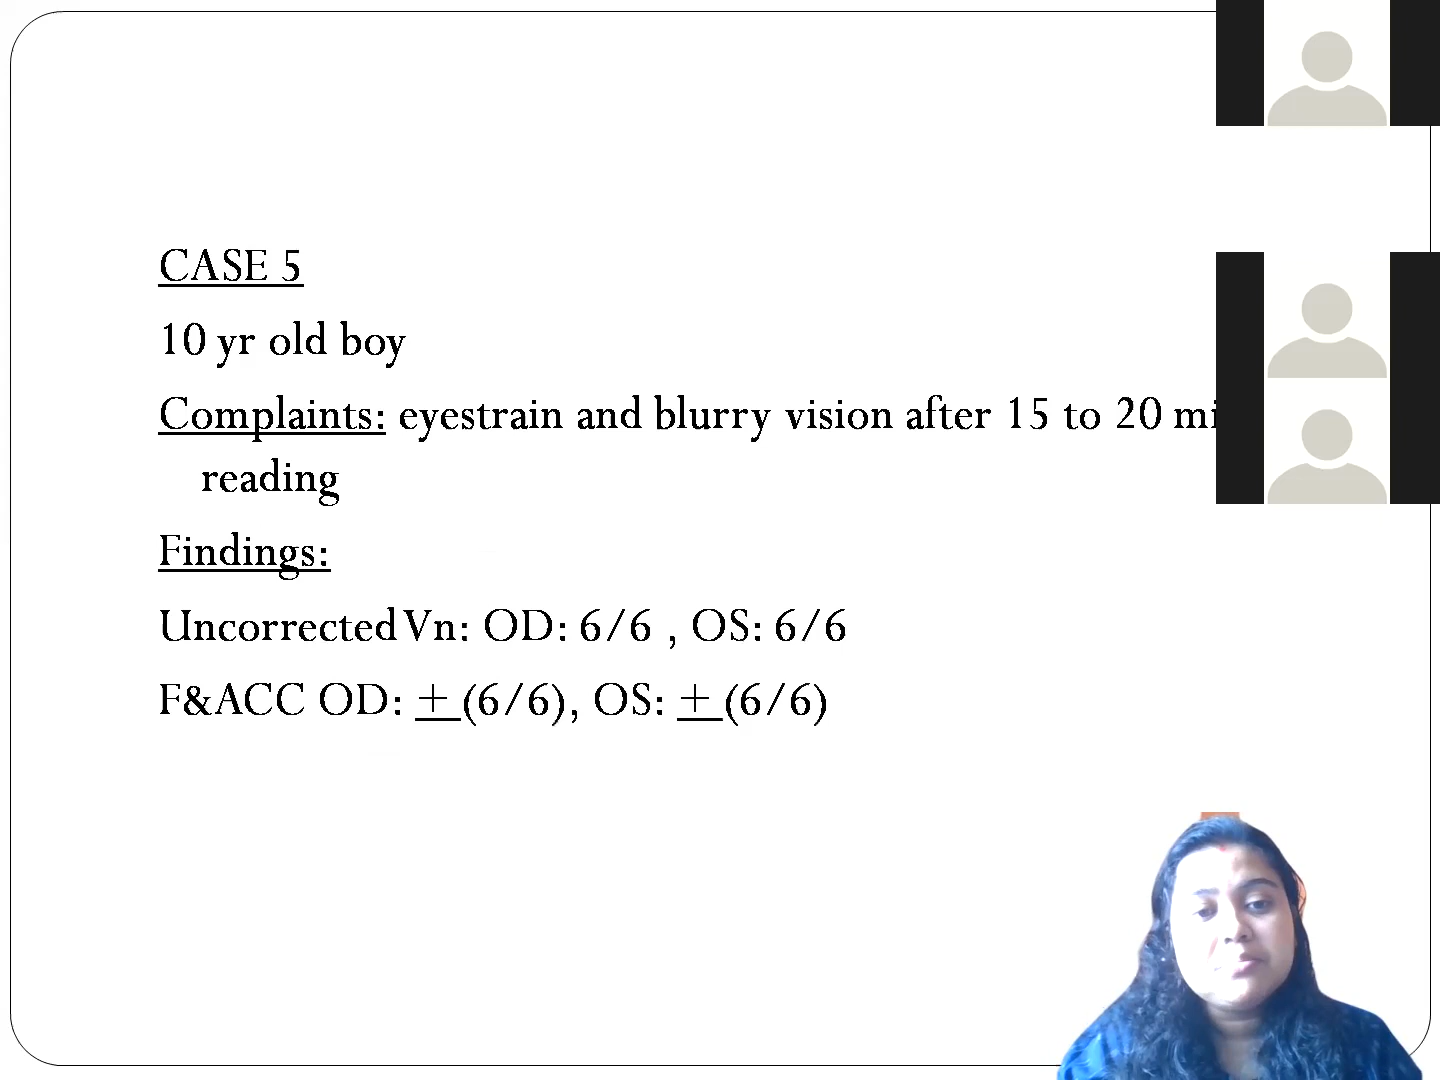 CASE 5
10 yr old boy
Complaints: eyestrain and blurry vision after 15 to 20
reading
Findings:
Uncorrected Vn: OD: 6/6 , OS: 6/6
F&ACC OD: + (6/6), OS: + (6/6)